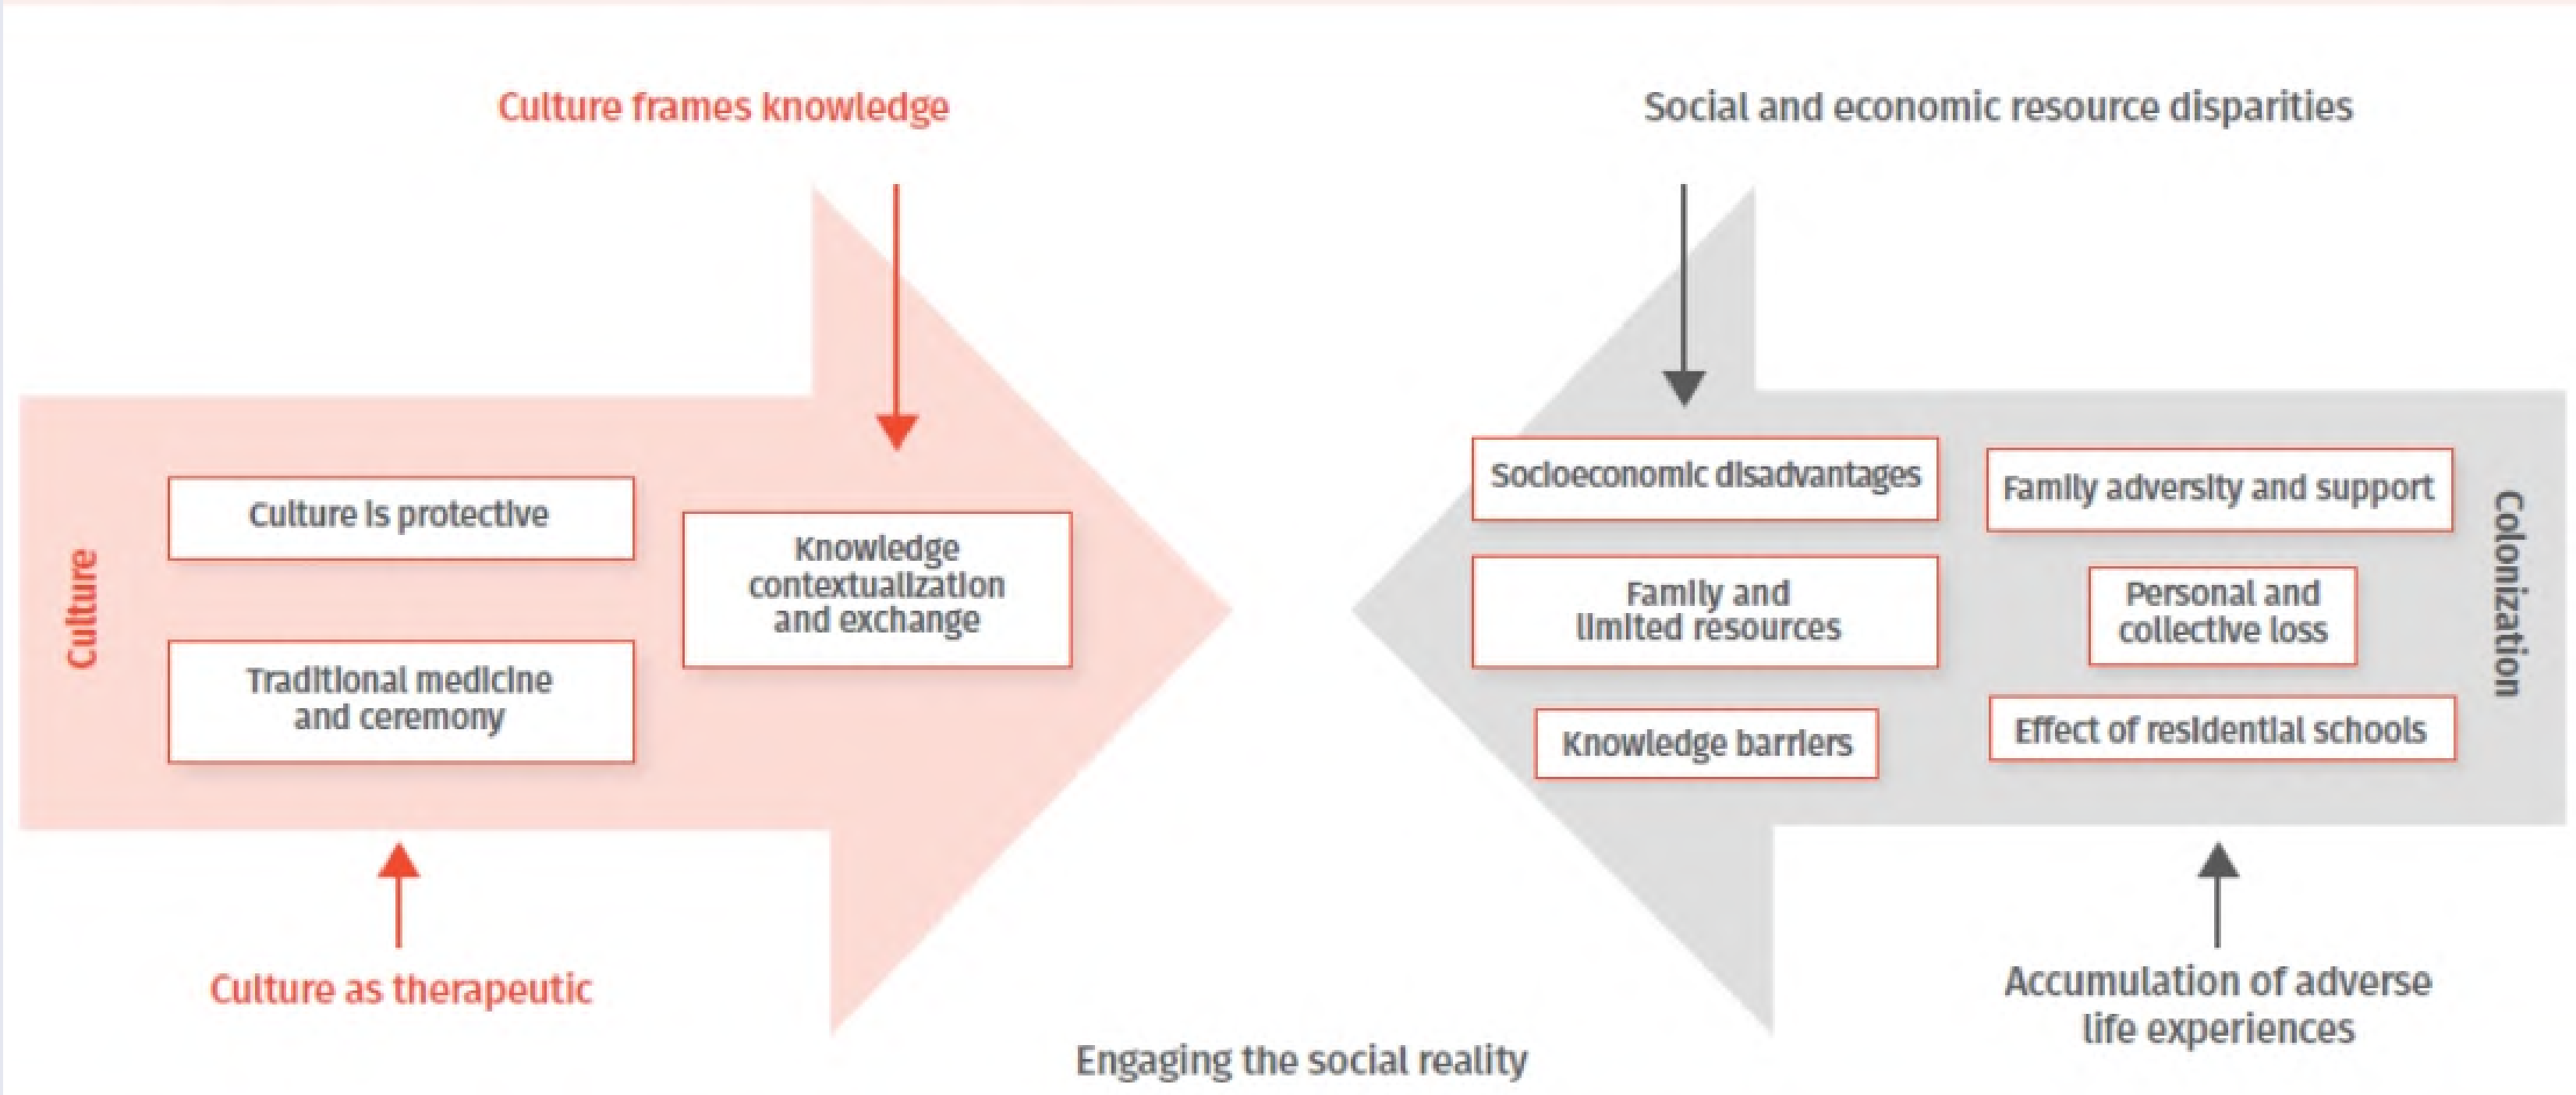 Culture frames knowledge
Social and economic resource disparities
Culture
Culture is protective
Traditional medicine
and ceremony
Knowledge
contextualization
and exchange
Socioeconomic disadvantages
Family and
limited resources
Knowledge barriers
Family adversity and support
Personal and
collective loss
Effect of residential schools
Colonization
Culture as therapeutic
Accumulation of adverse
life experiences
Engaging the social reality